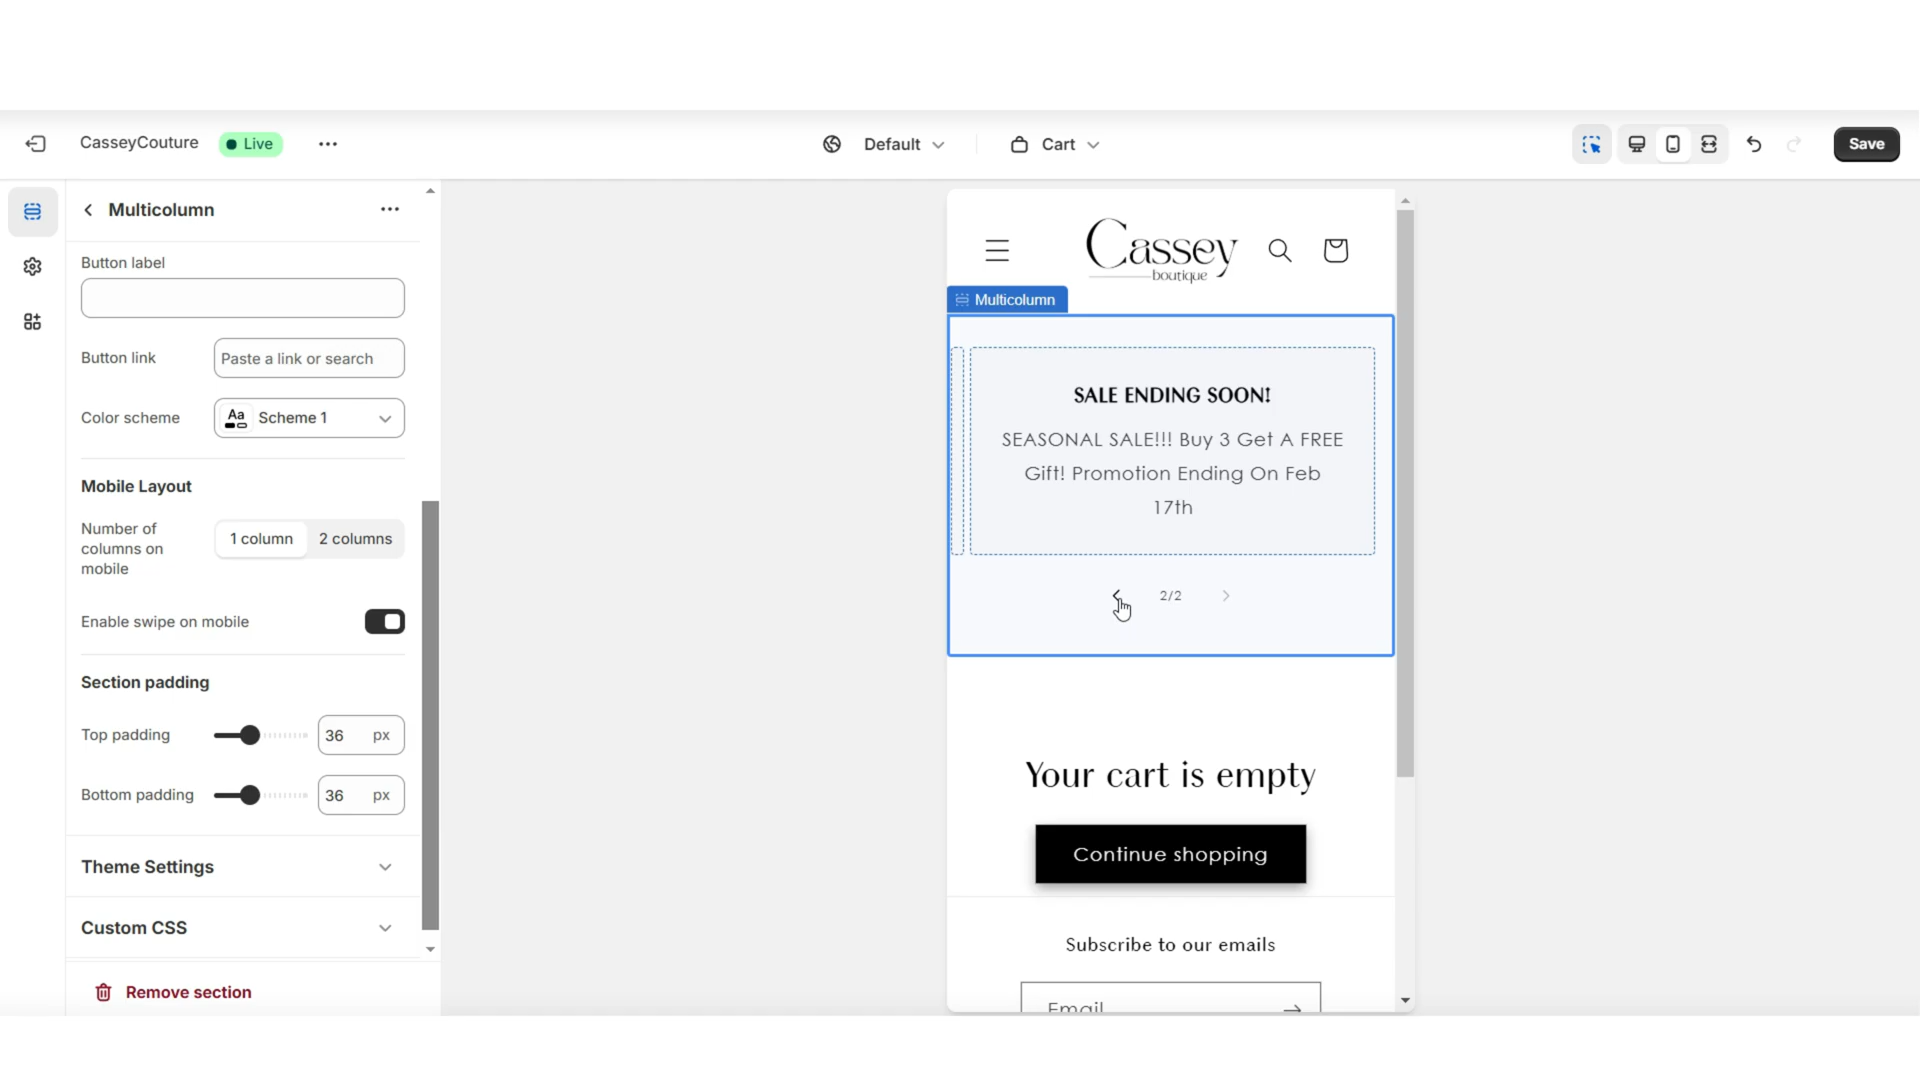 CasseyCouture
Live
Default
Cart
Save
Multicolumn
Button label
Button link
Paste a link or search
Color scheme
Aa
Scheme 1
Mobile Layout
Number of
columns on
mobile
1 column
2 columns
Enable swipe on mobile
Section padding
Top padding
36
px
Bottom padding
36
px
Theme Settings
Custom CSS
Remove section
Cassey
boutique
Multicolumn
SALE ENDING SOON!
SEASONAL SALE!!! Buy 3 Get A FREE
Gift! Promotion Ending On Feb
17th
2/2
Your cart is empty
Continue shopping
Subscribe to our emails
Email